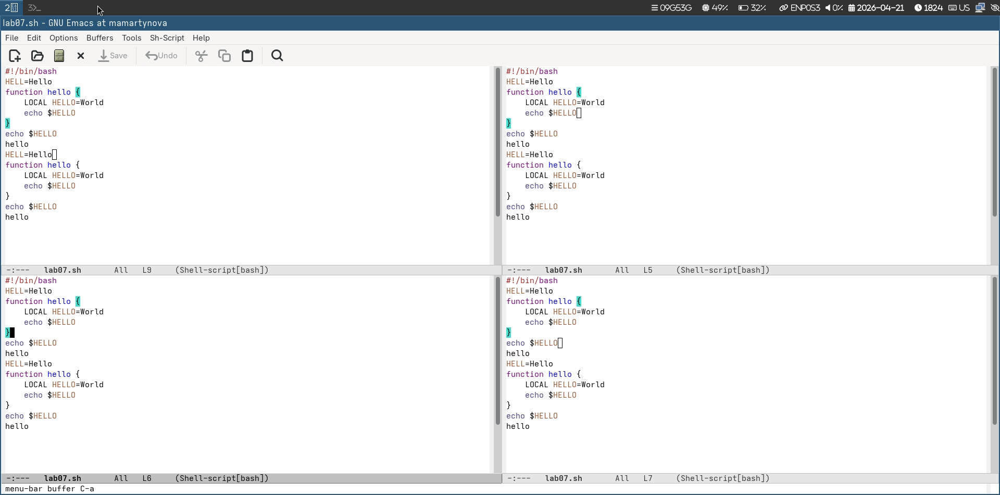 2
3>_
09G53G 49% 32% ENP0S3 0% 2026-04-21 1824 US
lab07.sh - GNU Emacs at mamartynova
File Edit Options Buffers Tools Sh-Script Help
Save Undo
#!/bin/bash
HELL=Hello
function hello {
    LOCAL HELLO=World
    echo $HELLO
}
echo $HELLO
hello
HELL=Hello
function hello {
    LOCAL HELLO=World
    echo $HELLO
}
echo $HELLO
hello
-:--- lab07.sh All L9 (Shell-script[bash])
#!/bin/bash
HELL=Hello
function hello {
    LOCAL HELLO=World
    echo $HELLO
}
echo $HELLO
hello
HELL=Hello
function hello {
    LOCAL HELLO=World
    echo $HELLO
}
echo $HELLO
hello
-:--- lab07.sh All L5 (Shell-script[bash])
#!/bin/bash
HELL=Hello
function hello {
    LOCAL HELLO=World
    echo $HELLO
}
echo $HELLO
hello
HELL=Hello
function hello {
    LOCAL HELLO=World
    echo $HELLO
}
echo $HELLO
hello
-:--- lab07.sh All L6 (Shell-script[bash])
#!/bin/bash
HELL=Hello
function hello {
    LOCAL HELLO=World
    echo $HELLO
}
echo $HELLO
hello
HELL=Hello
function hello {
    LOCAL HELLO=World
    echo $HELLO
}
echo $HELLO
hello
-:--- lab07.sh All L7 (Shell-script[bash])
menu-bar buffer C-a